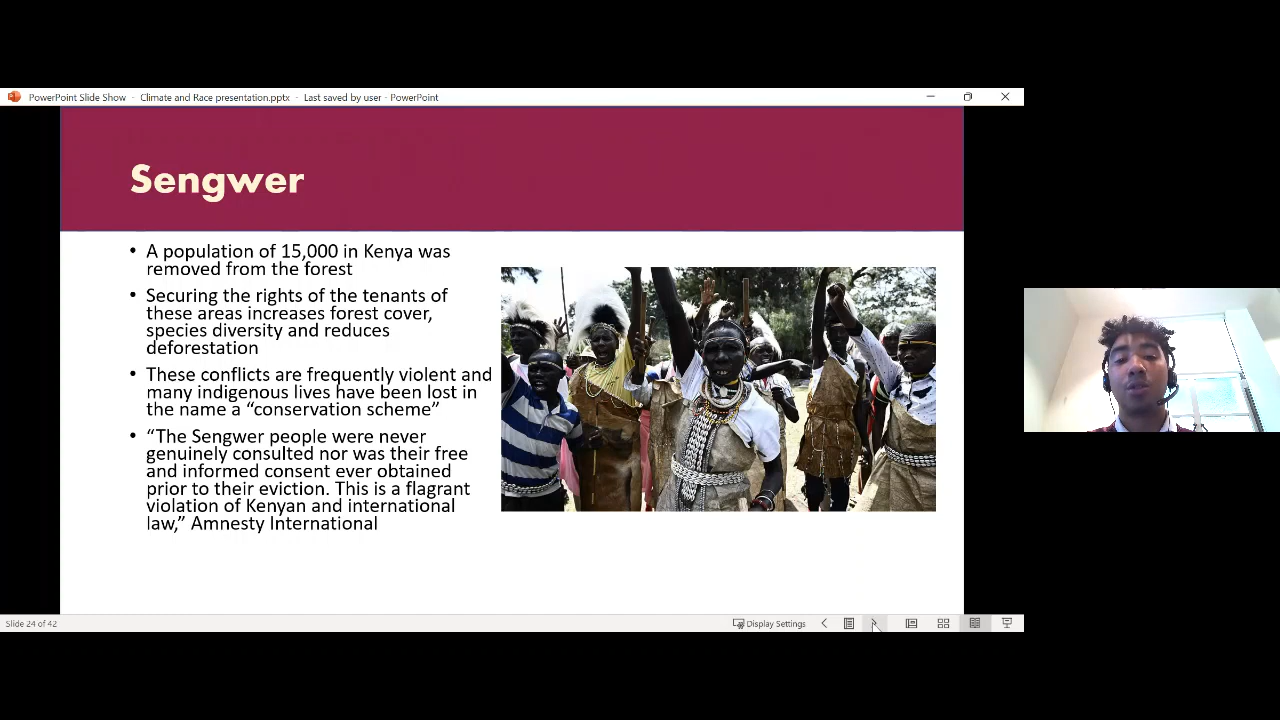 PowerPoint Slide Show - Climate and Race presentation.pptx - Last saved by user - PowerPoint
Sengwer
• A population of 15,000 in Kenya was
removed from the forest
• Securing the rights of the tenants of
these areas increases forest cover,
species diversity and reduces
deforestation
• These conflicts are frequently violent and
many indigenous lives have been lost in
the name a “conservation scheme”
• “The Sengwer people were never
genuinely consulted nor was their free
and informed consent ever obtained
prior to their eviction. This is a flagrant
violation of Kenyan and international
law,” Amnesty International
Slide 24 of 42
Display Settings